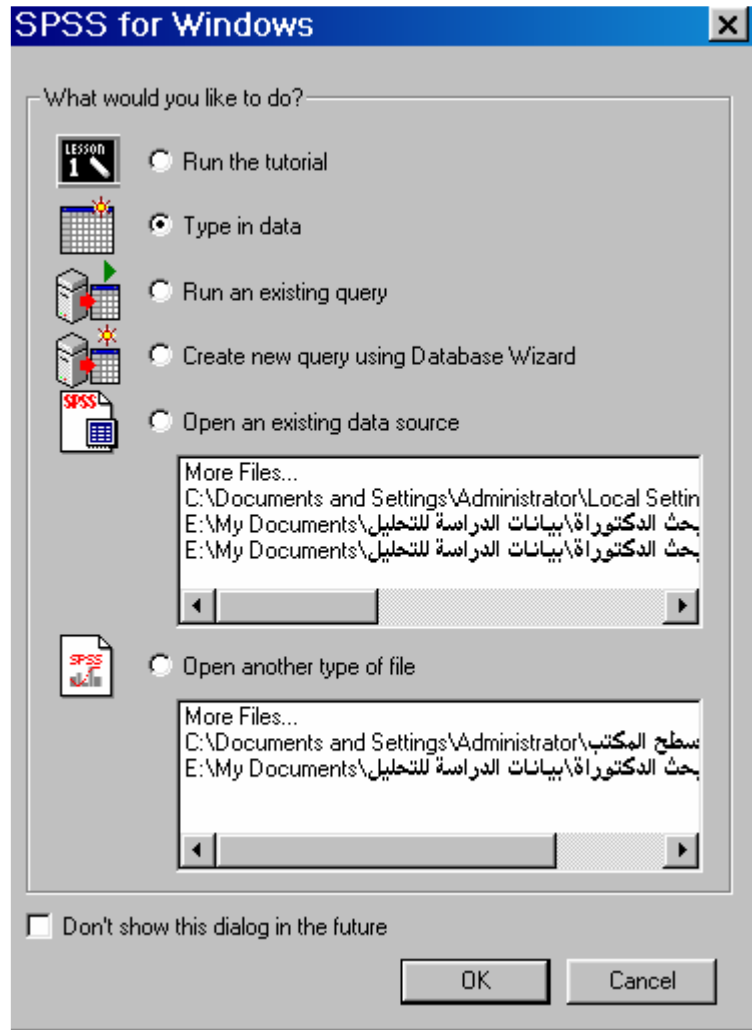 SPSS for Windows
What would you like to do?
LESSON
1
Run the tutorial
Type in data
Run an existing query
Create new query using Database Wizard
SPSS
Open an existing data source
More Files...
C:\Documents and Settings\Administrator\Local Settin
E:\My Documents\بحث الدكتوراة\بيانات الدراسة للتحليل
E:\My Documents\بحث الدكتوراة\بيانات الدراسة للتحليل
SPSS
Open another type of file
More Files...
C:\Documents and Settings\Administrator\سطح المكتب
E:\My Documents\بحث الدكتوراة\بيانات الدراسة للتحليل
Don't show this dialog in the future
OK Cancel